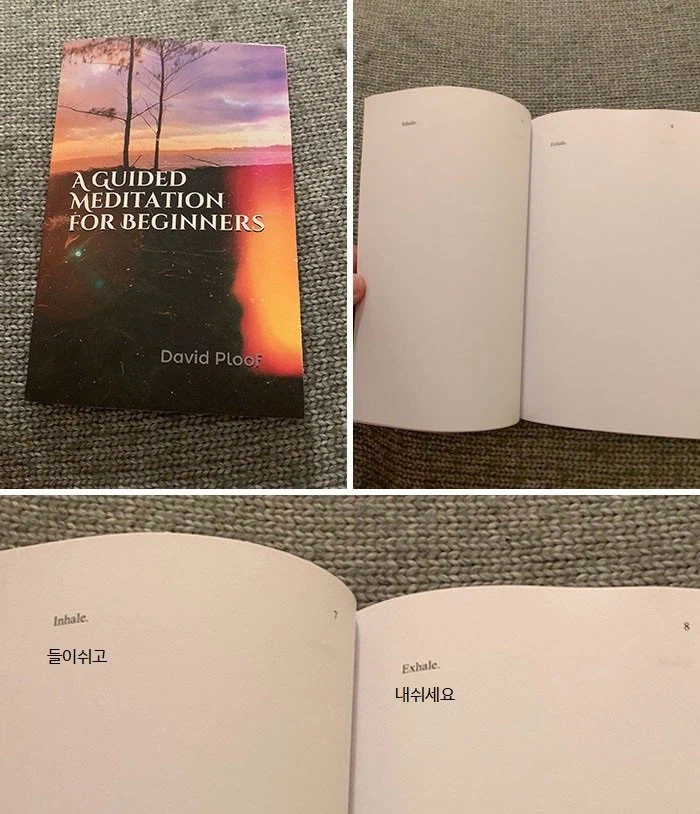 A Guided
Meditation
for Beginners
David Ploof
Inhale.
Exhale.
8
Inhale.
7
들이쉬고
Exhale.
8
내쉬세요